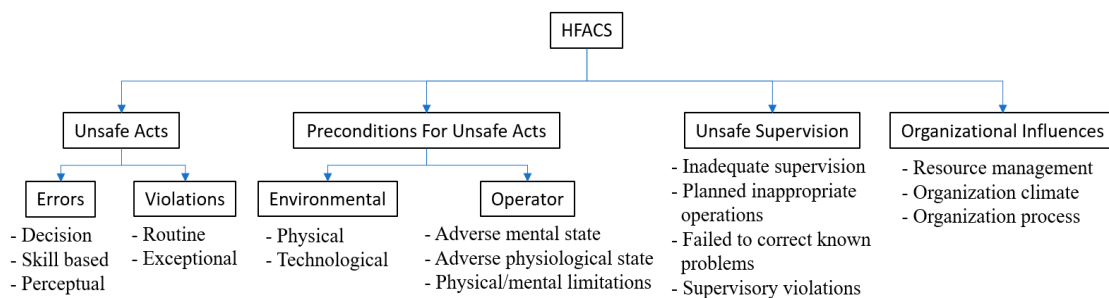 HFACS
Unsafe Acts
Preconditions For Unsafe Acts
Unsafe Supervision
Organizational Influences
Errors
- Decision
- Skill based
- Perceptual
Violations
- Routine
- Exceptional
Environmental
- Physical
- Technological
Operator
- Adverse mental state
- Adverse physiological state
- Physical/mental limitations
- Inadequate supervision
- Planned inappropriate
operations
- Failed to correct known
problems
- Supervisory violations
- Resource management
- Organization climate
- Organization process